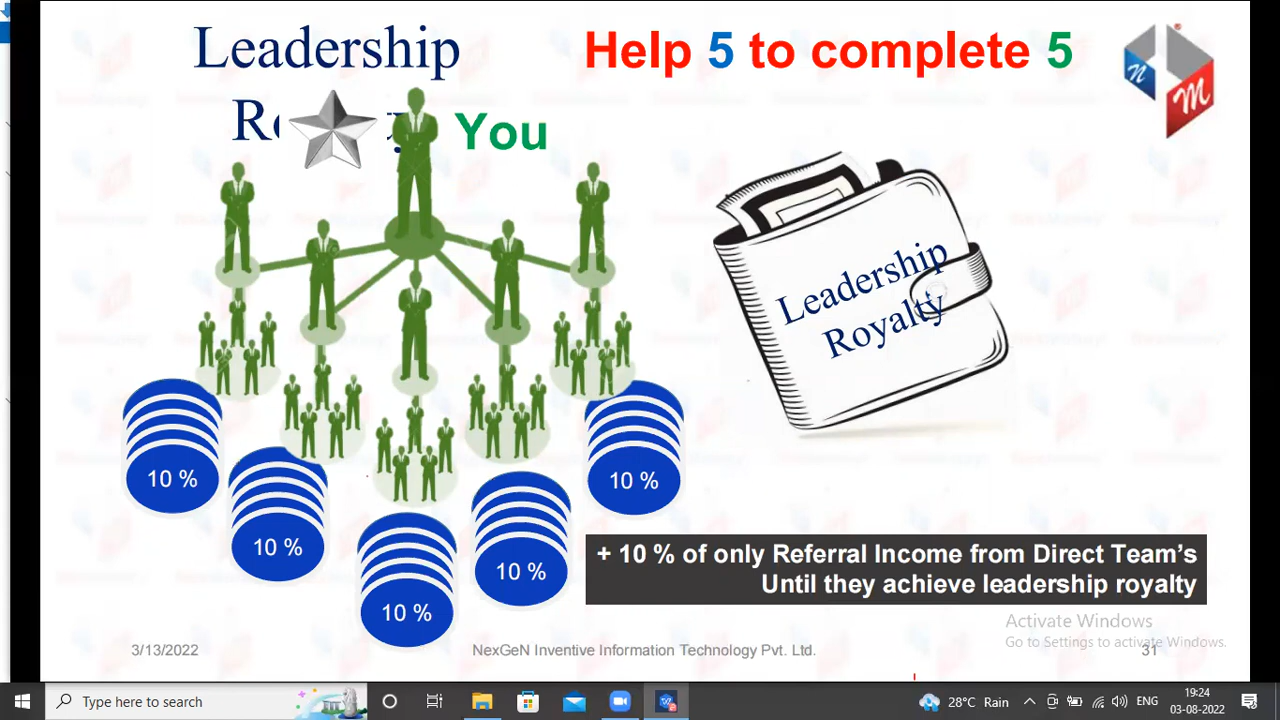 Leadership
Help 5 to complete 5
You
Leadership
Royalty
10 %
10 %
10 %
10 %
10 %
+ 10 % of only Referral Income from Direct Team's
Until they achieve leadership royalty
Activate Windows
Go to Settings to activate Windows.
3/13/2022
NexGeN Inventive Information Technology Pvt. Ltd.
31
Type here to search
28°C Rain
ENG
19:24
03-08-2022